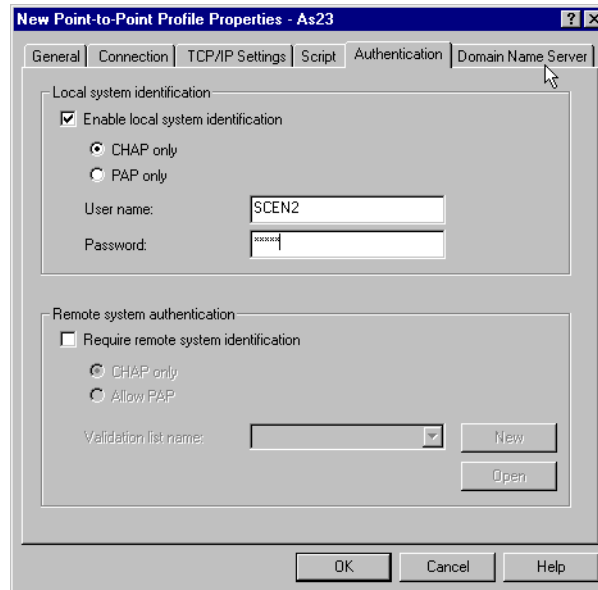 New Point-to-Point Profile Properties - As23
General Connection TCP/IP Settings Script Authentication Domain Name Server
Local system identification
Enable local system identification
CHAP only
PAP only
User name: SCEN2
Password: xxxxx
Remote system authentication
Require remote system identification
CHAP only
Allow PAP
Validation list name: New
Open
OK Cancel Help